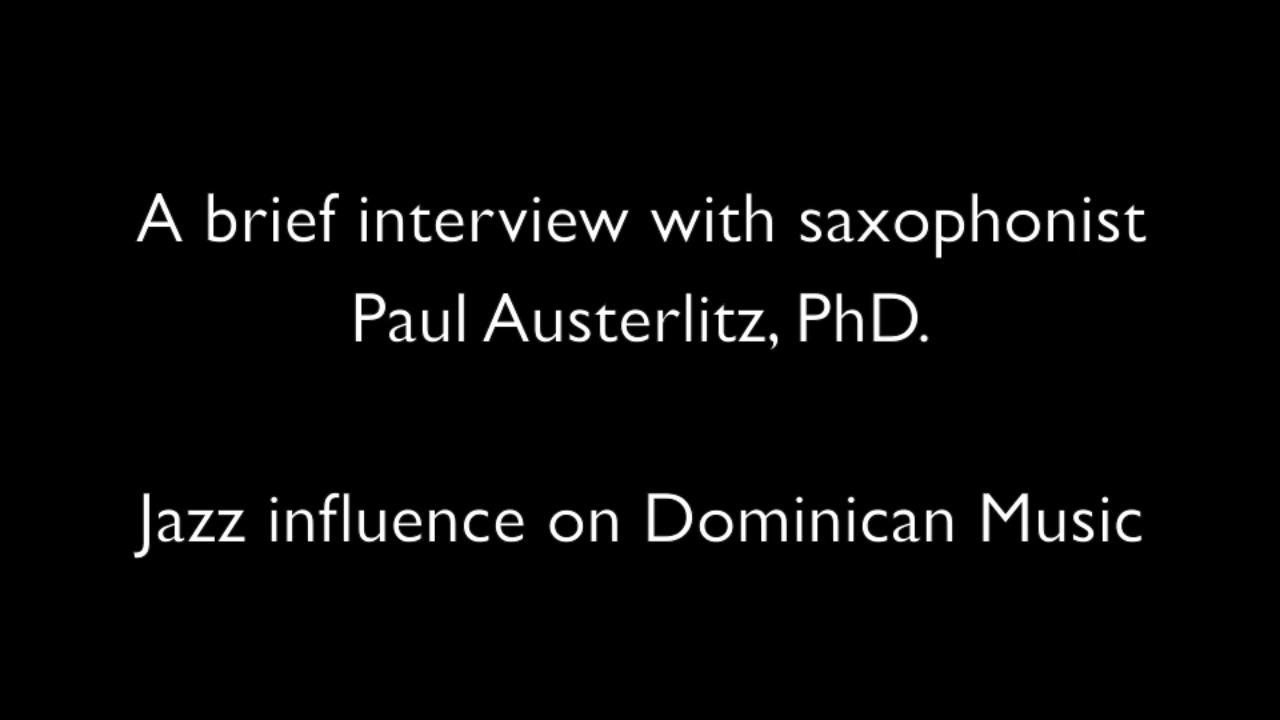 A brief interview with saxophonist
Paul Austerlitz, PhD.
Jazz influence on Dominican Music